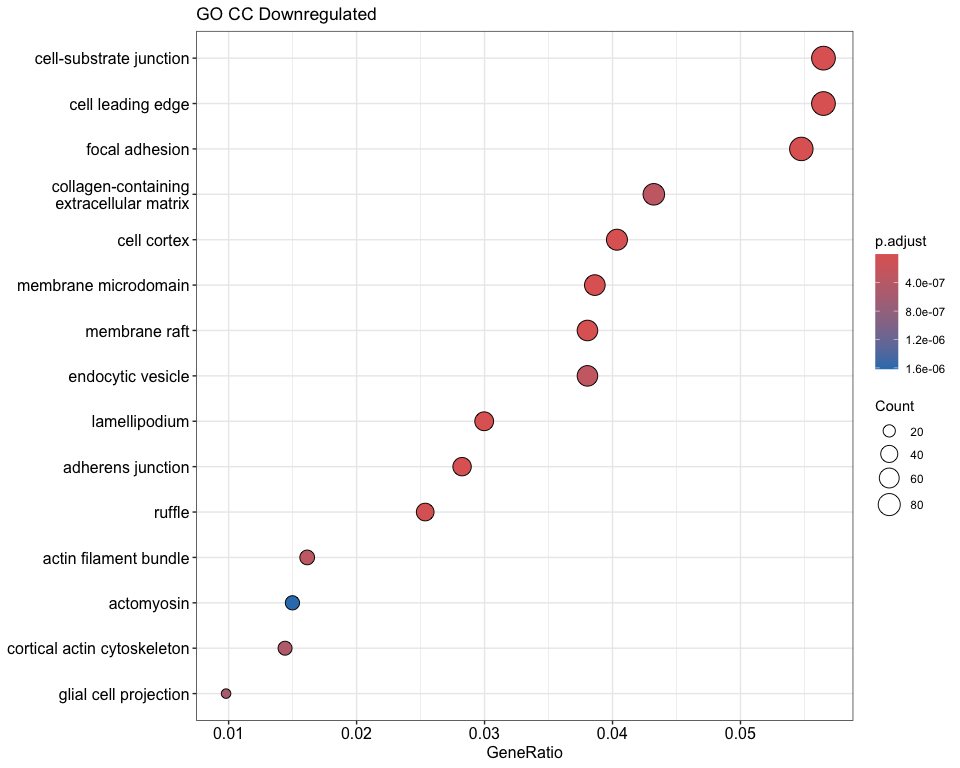 GO CC Downregulated
cell-substrate junction
cell leading edge
focal adhesion
collagen-containing
extracellular matrix
cell cortex
membrane microdomain
membrane raft
endocytic vesicle
lamellipodium
adherens junction
ruffle
actin filament bundle
actomyosin
cortical actin cytoskeleton
glial cell projection
0.01 0.02 0.03 0.04 0.05
GeneRatio
p.adjust
4.0e-07
8.0e-07
1.2e-06
1.6e-06
Count
20
40
60
80